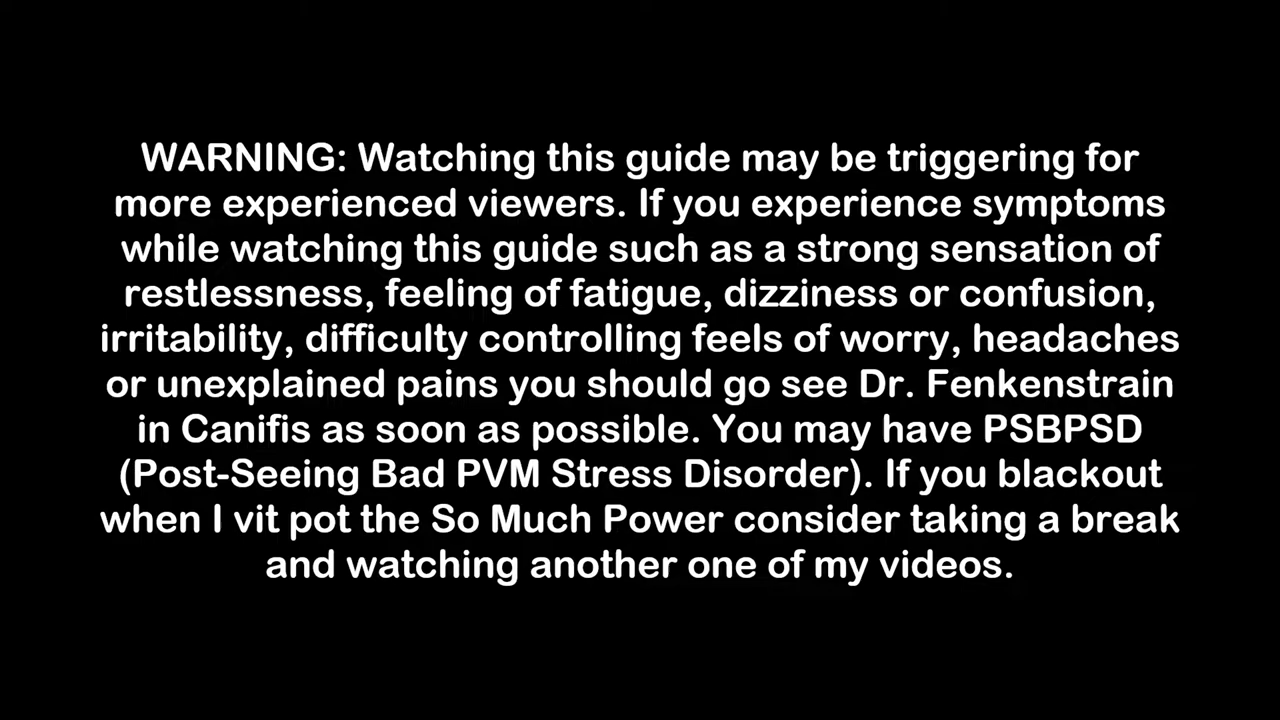 WARNING: Watching this guide may be triggering for
more experienced viewers. If you experience symptoms
while watching this guide such as a strong sensation of
restlessness, feeling of fatigue, dizziness or confusion,
irritability, difficulty controlling feels of worry, headaches
or unexplained pains you should go see Dr. Fenkenstrain
in Canifis as soon as possible. You may have PSBPSD
(Post-Seeing Bad PVM Stress Disorder). If you blackout
when I vit pot the So Much Power consider taking a break
and watching another one of my videos.